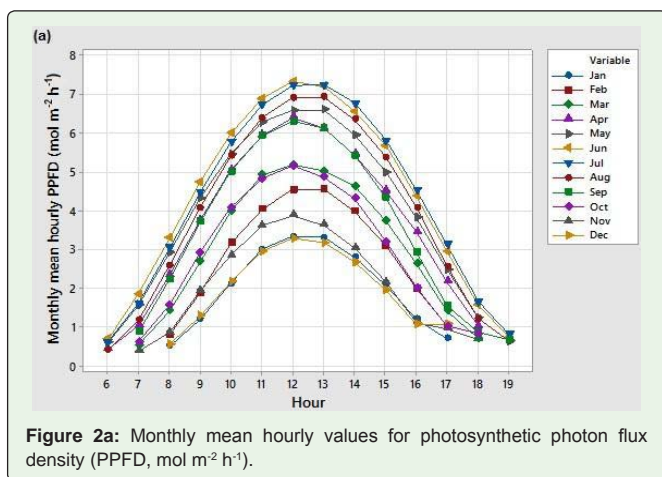 (a)
Monthly mean hourly PPFD (mol m⁻² h⁻¹)
8
7
6
5
4
3
2
1
0
6 7 8 9 10 11 12 13 14 15 16 17 18 19
Hour
Variable
Jan
Feb
Mar
Apr
May
Jun
Jul
Aug
Sep
Oct
Nov
Dec
Figure 2a: Monthly mean hourly values for photosynthetic photon flux
density (PPFD, mol m⁻² h⁻¹).